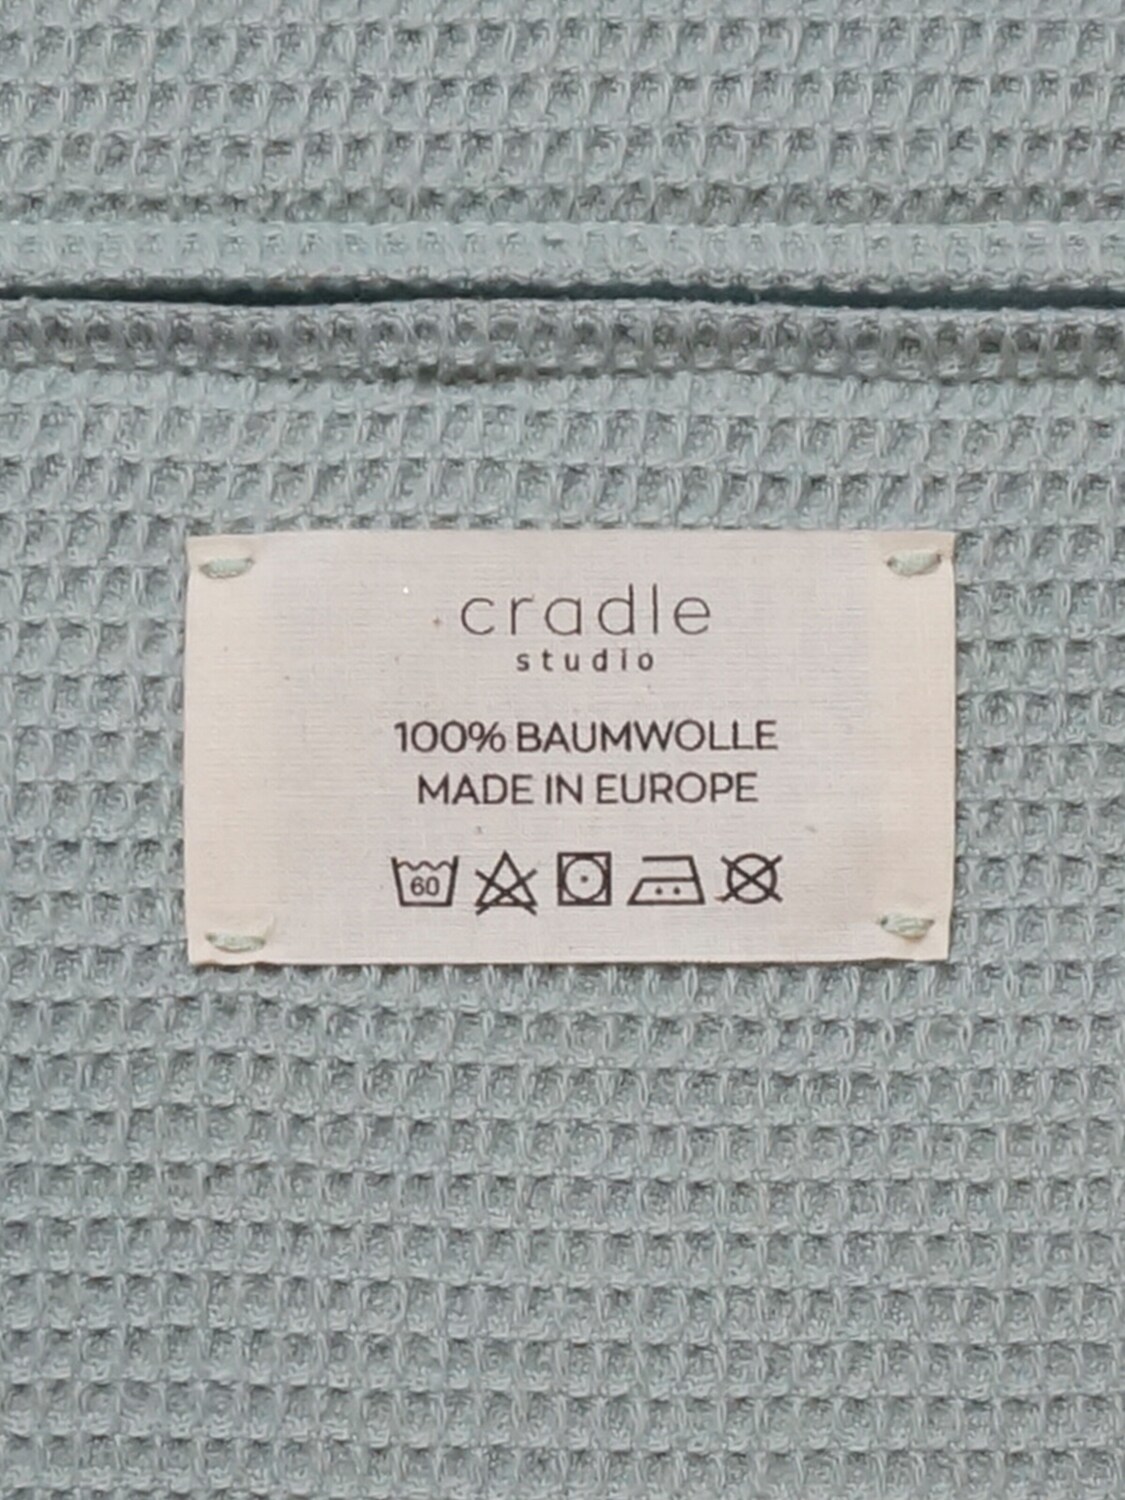 cradle
studio
100% BAUMWOLLE
MADE IN EUROPE
60